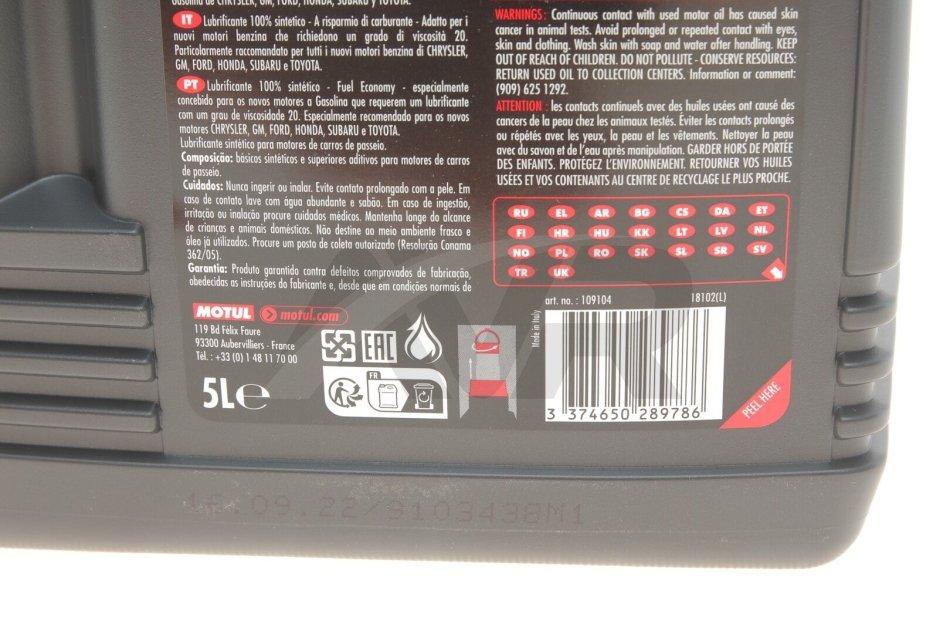 Gasolina de CHRYSLER, GM, FORD, HONDA, SUBARU y TOYOTA.
IT Lubrificante 100% sintetico - A risparmio di carburante - Adatto per i
nuovi motori benzina che richiedono un grado di viscosità 20.
Particolarmente raccomandato per tutti i nuovi motori benzina di CHRYSLER,
GM, FORD, HONDA, SUBARU e TOYOTA.
PT Lubrificante 100% sintético - Fuel Economy - especialmente
concebido para os novos motores a Gasolina que requerem um lubrificante
com um grau de viscosidade 20. Especialmente recomendado para os novos
motores CHRYSLER, GM, FORD, HONDA, SUBARU e TOYOTA.
Lubrificante sintético para motores de carros de passeio.
Composição: básicos sintéticos e superiores aditivos para motores de carros
de passeio.
Cuidados: Nunca ingerir ou inalar. Evite contato prolongado com a pele. Em
caso de contato lave com água abundante e sabão. Em caso de ingestão,
irritação ou inalação procure cuidados médicos. Mantenha longe do alcance
de crianças e animais domésticos. Não destine ao meio ambiente frasco e
óleo já utilizados. Procure um posto de coleta autorizado (Resolução Conama
362/05).
Garantia: Produto garantido contra defeitos comprovados de fabricação,
obedecidas as instruções do fabricante e, desde que em condições normais de
MOTUL motul.com
119 Bd Félix Faure
93300 Aubervilliers - France
Tél. : +33 (0) 1 48 11 70 00
5L e
EAC
FR
WARNINGS: Continuous contact with used motor oil has caused skin
cancer in animal tests. Avoid prolonged or repeated contact with eyes,
skin and clothing. Wash skin with soap and water after handling. KEEP
OUT OF REACH OF CHILDREN. DO NOT POLLUTE - CONSERVE RESOURCES:
RETURN USED OIL TO COLLECTION CENTERS. Information or comment:
(909) 625 1292.
ATTENTION : les contacts continuels avec des huiles usées ont causé des
cancers de la peau chez les animaux testés. Éviter les contacts prolongés
ou répétés avec les yeux, la peau et les vêtements. Nettoyer la peau
avec du savon et de l'eau après manipulation. GARDER HORS DE PORTÉE
DES ENFANTS. PROTÉGEZ L'ENVIRONNEMENT. RETOURNER VOS HUILES
USÉES ET VOS CONTENANTS AU CENTRE DE RECYCLAGE LE PLUS PROCHE.
RU EL AR BG CS DA ET
FI HR HU KK LT LV NL
NO PL RO SK SL SR SV
TR UK
art. no. : 109104 18102(L)
Made in Italy
3 374650 289786
PEEL HERE
16.09.22/9103438M1